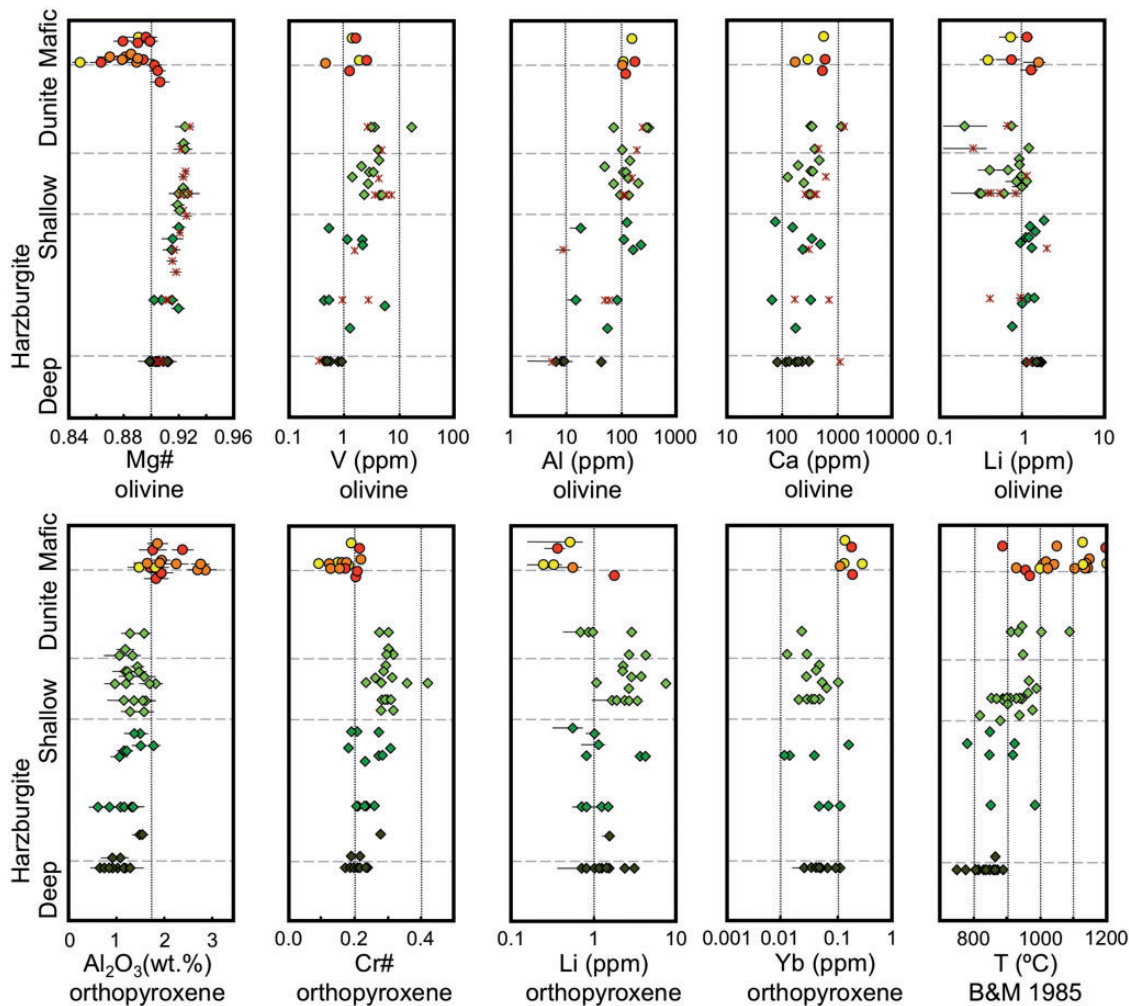 Mafic
Dunite
Shallow
Harzburgite
Deep
0.84 0.88 0.92 0.96
Mg#
olivine
0.1 1 10 100
V (ppm)
olivine
1 10 100 1000
Al (ppm)
olivine
10 100 1000 10000
Ca (ppm)
olivine
0.1 1 10
Li (ppm)
olivine
Mafic
Dunite
Shallow
Harzburgite
Deep
0 1 2 3
Al₂O₃(wt.%)
orthopyroxene
0.0 0.2 0.4
Cr#
orthopyroxene
0.1 1 10
Li (ppm)
orthopyroxene
0.001 0.01 0.1 1
Yb (ppm)
orthopyroxene
800 1000 1200
T (ºC)
B&M 1985